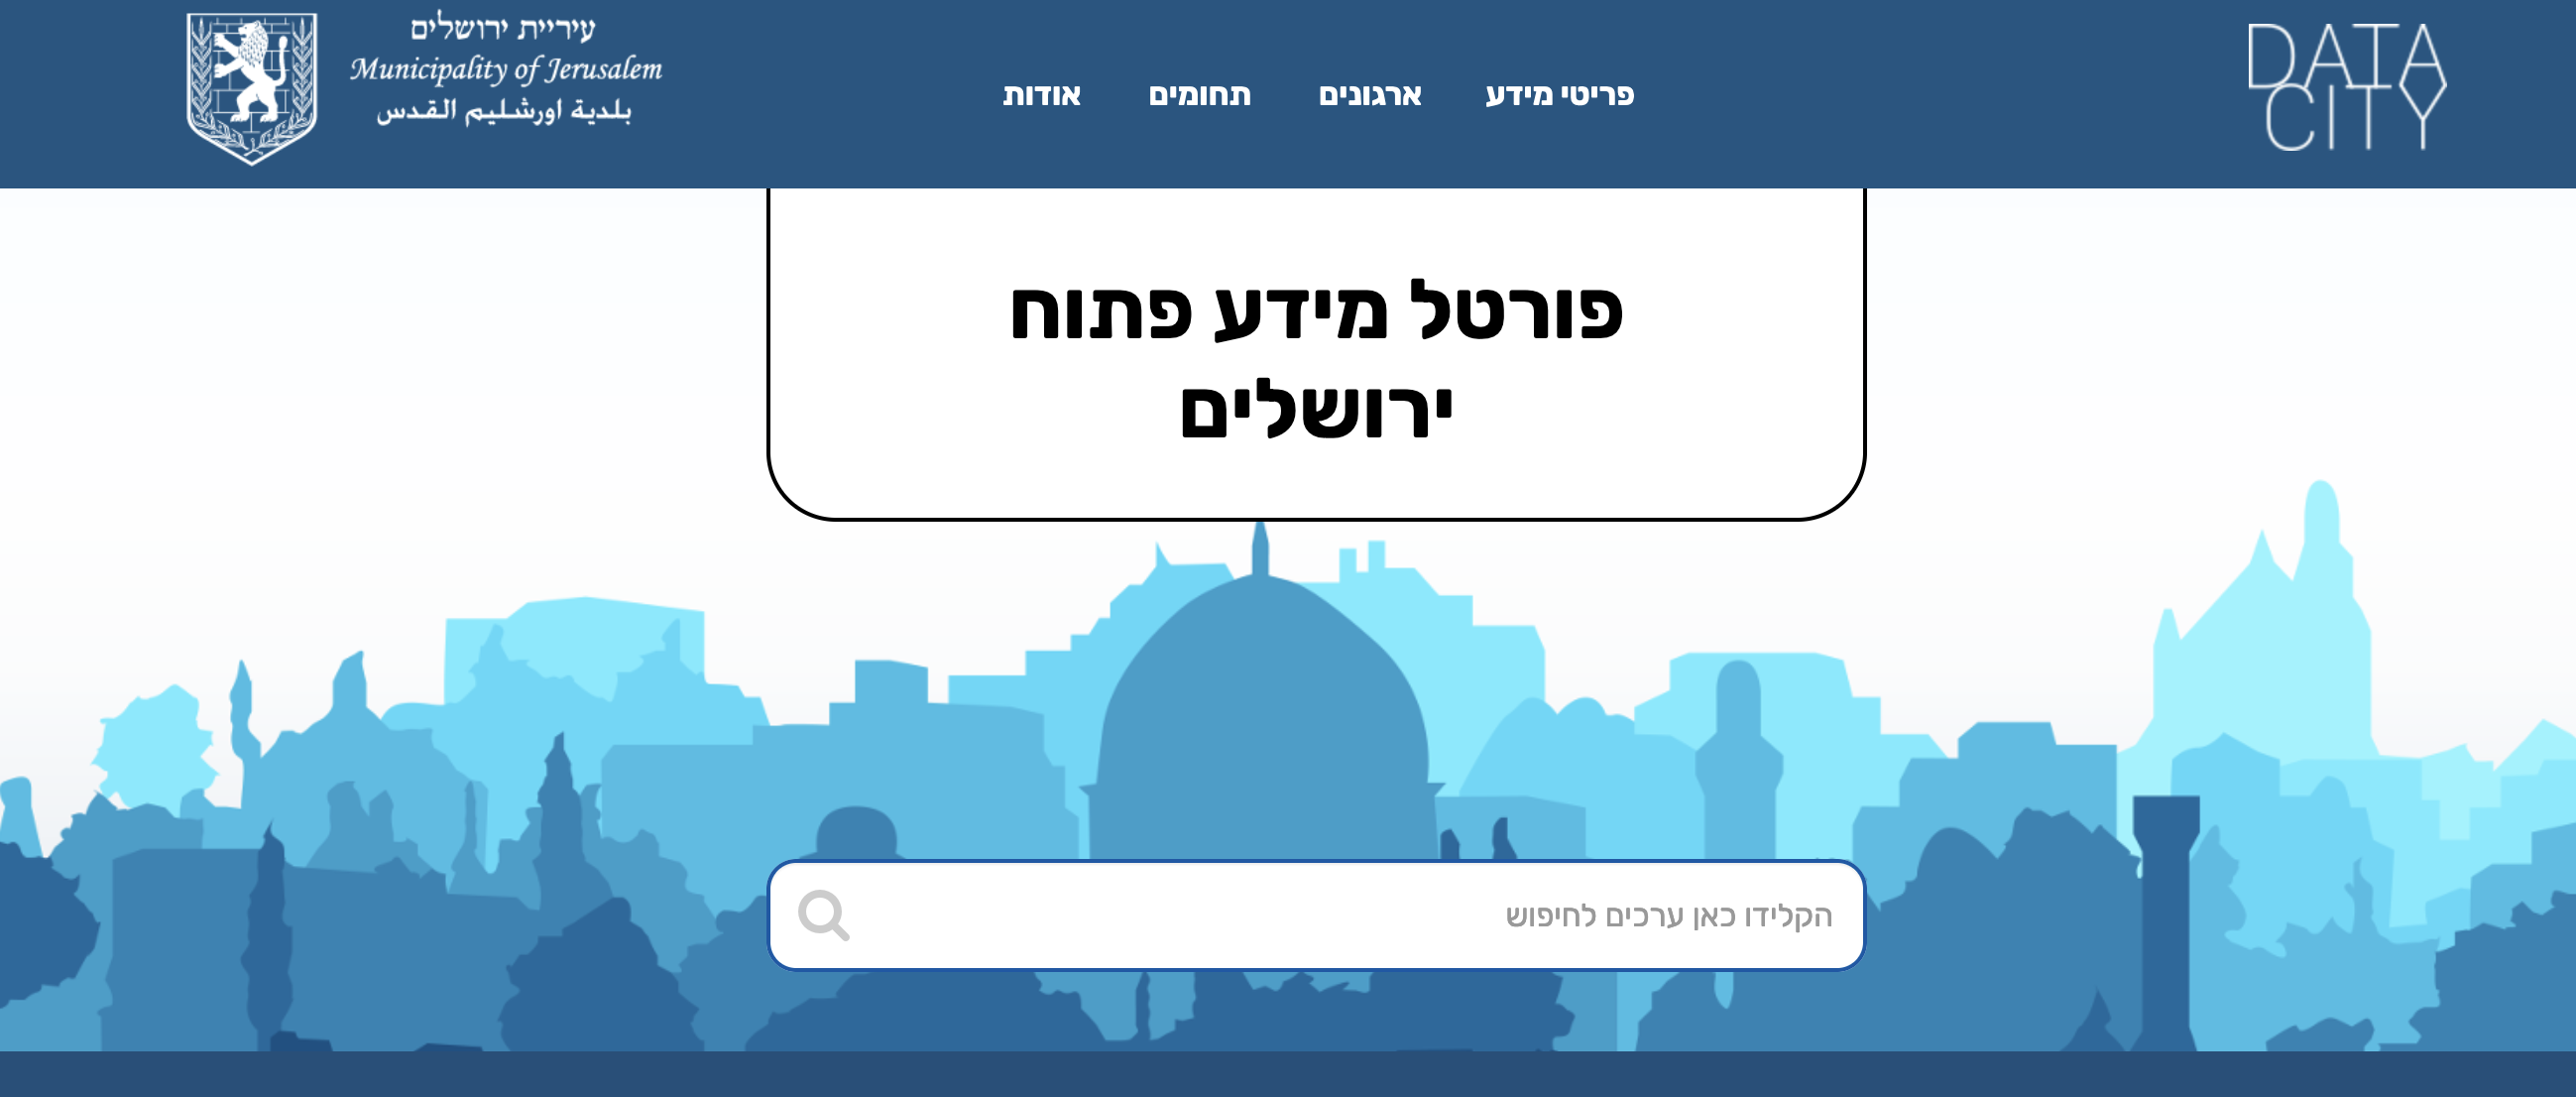 עיריית ירושלים
Municipality of Jerusalem
بلدية اورشليم القدس
DATA
CITY
פריטי מידע
ארגונים
תחומים
אודות
פורטל מידע פתוח
ירושלים
הקלידו כאן ערכים לחיפוש